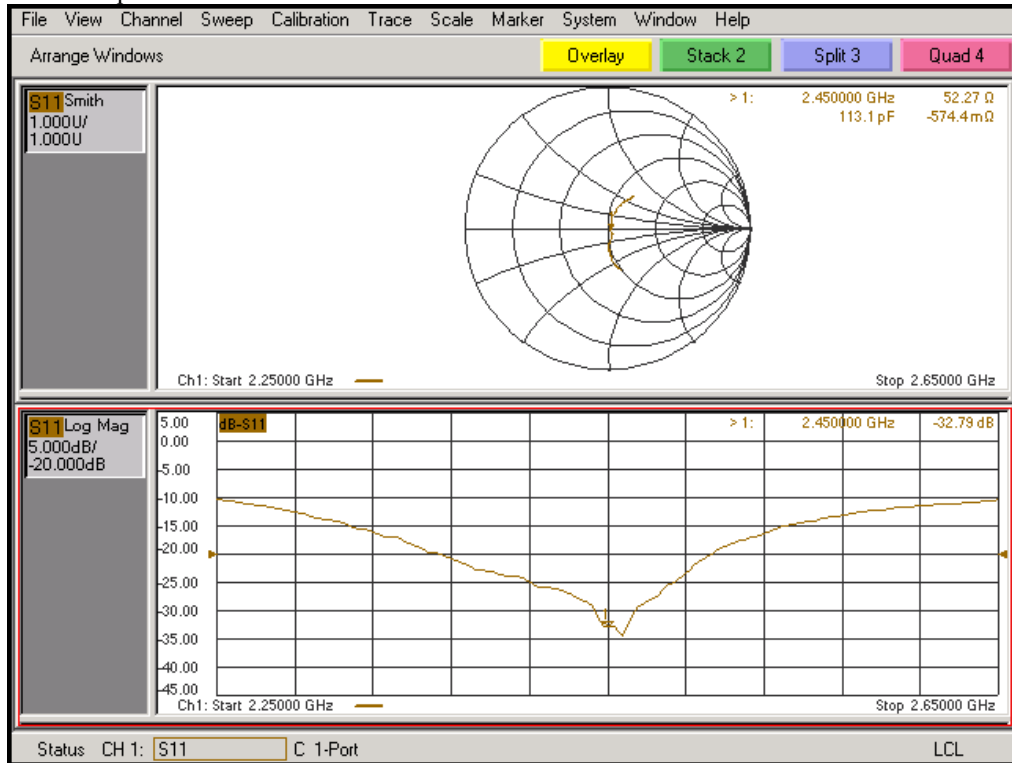 File View Channel Sweep Calibration Trace Scale Marker System Window Help
Arrange Windows Overlay Stack 2 Split 3 Quad 4
S11 Smith
1.000U/
1.000U
> 1: 2.450000 GHz 52.27 Ω
113.1 pF -574.4 mΩ
Ch1: Start 2.25000 GHz Stop 2.65000 GHz
S11 Log Mag
5.000dB/
-20.000dB
dB-S11
> 1: 2.450000 GHz -32.79 dB
5.00
0.00
-5.00
-10.00
-15.00
-20.00
-25.00
-30.00
-35.00
-40.00
-45.00
Ch1: Start 2.25000 GHz Stop 2.65000 GHz
Status CH 1: S11 C 1-Port LCL